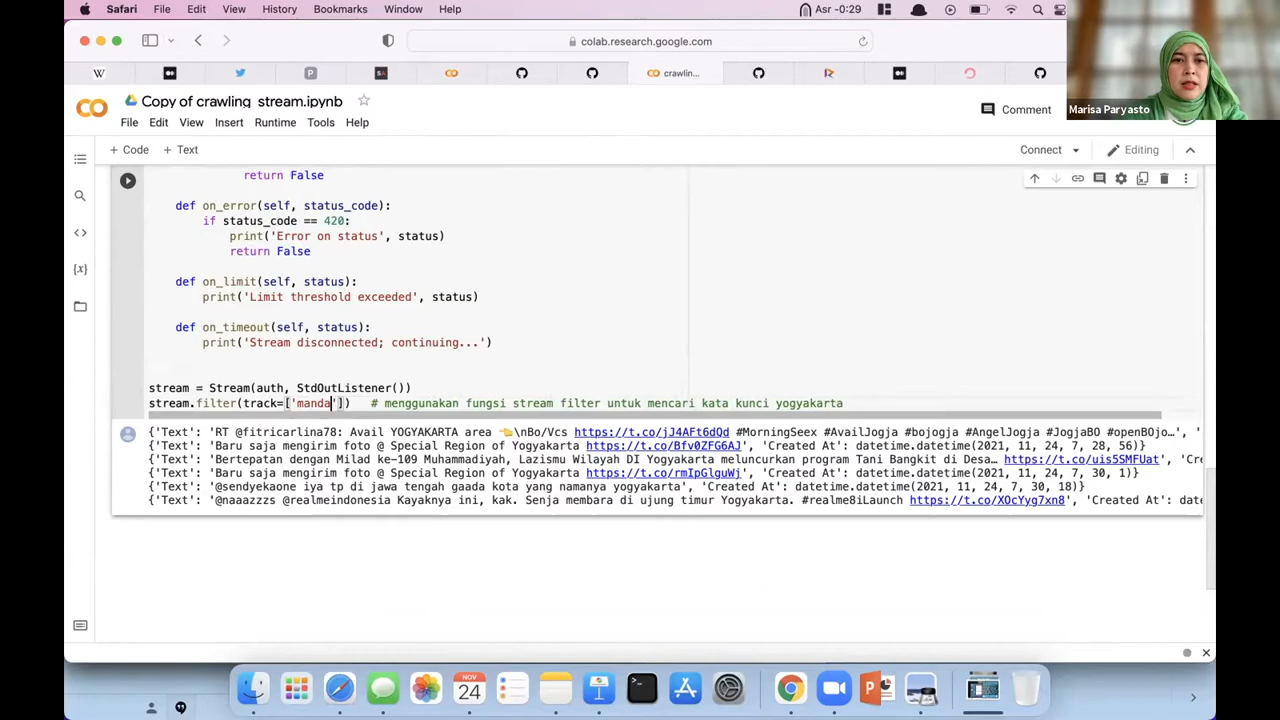 Safari File Edit View History Bookmarks Window Help Asr -0:29
colab.research.google.com
crawlin...
Marisa Paryasto
Copy of crawling stream.ipynb
Comment
File Edit View Insert Runtime Tools Help
+ Code + Text
Connect
Editing
return False
def on_error(self, status_code):
if status_code == 420:
print('Error on status', status)
return False
def on_limit(self, status):
print('Limit threshold exceeded', status)
def on_timeout(self, status):
print('Stream disconnected; continuing...')
stream = Stream(auth, StdOutListener())
stream.filter(track=['manda']) # menggunakan fungsi stream filter untuk mencari kata kunci yogyakarta
{'Text': 'RT @fitricarlina78: Avail YOGYAKARTA area 👈\nBo/Vcs https://t.co/jJ4AFt6dQd #MorningSeex #AvailJogja #bojogja #AngelJogja #JogjaBO #openBOjo…', '
{'Text': 'Baru saja mengirim foto @ Special Region of Yogyakarta https://t.co/Bfv0ZFG6AJ', 'Created At': datetime.datetime(2021, 11, 24, 7, 28, 56)}
{'Text': 'Bertepatan dengan Milad ke-109 Muhammadiyah, Lazismu Wilayah DI Yogyakarta meluncurkan program Tani Bangkit di Desa… https://t.co/uis5SMFUat', 'Cre
{'Text': 'Baru saja mengirim foto @ Special Region of Yogyakarta https://t.co/rmIpGlguWj', 'Created At': datetime.datetime(2021, 11, 24, 7, 30, 1)}
{'Text': '@sendyekaone iya tp di jawa tengah gaada kota yang namanya yogyakarta', 'Created At': datetime.datetime(2021, 11, 24, 7, 30, 18)}
{'Text': '@naaazzzs @realmeindonesia Kayaknya ini, kak. Senja membara di ujung timur Yogyakarta. #realme8iLaunch https://t.co/XOcYyg7xn8', 'Created At': date
NOV
24